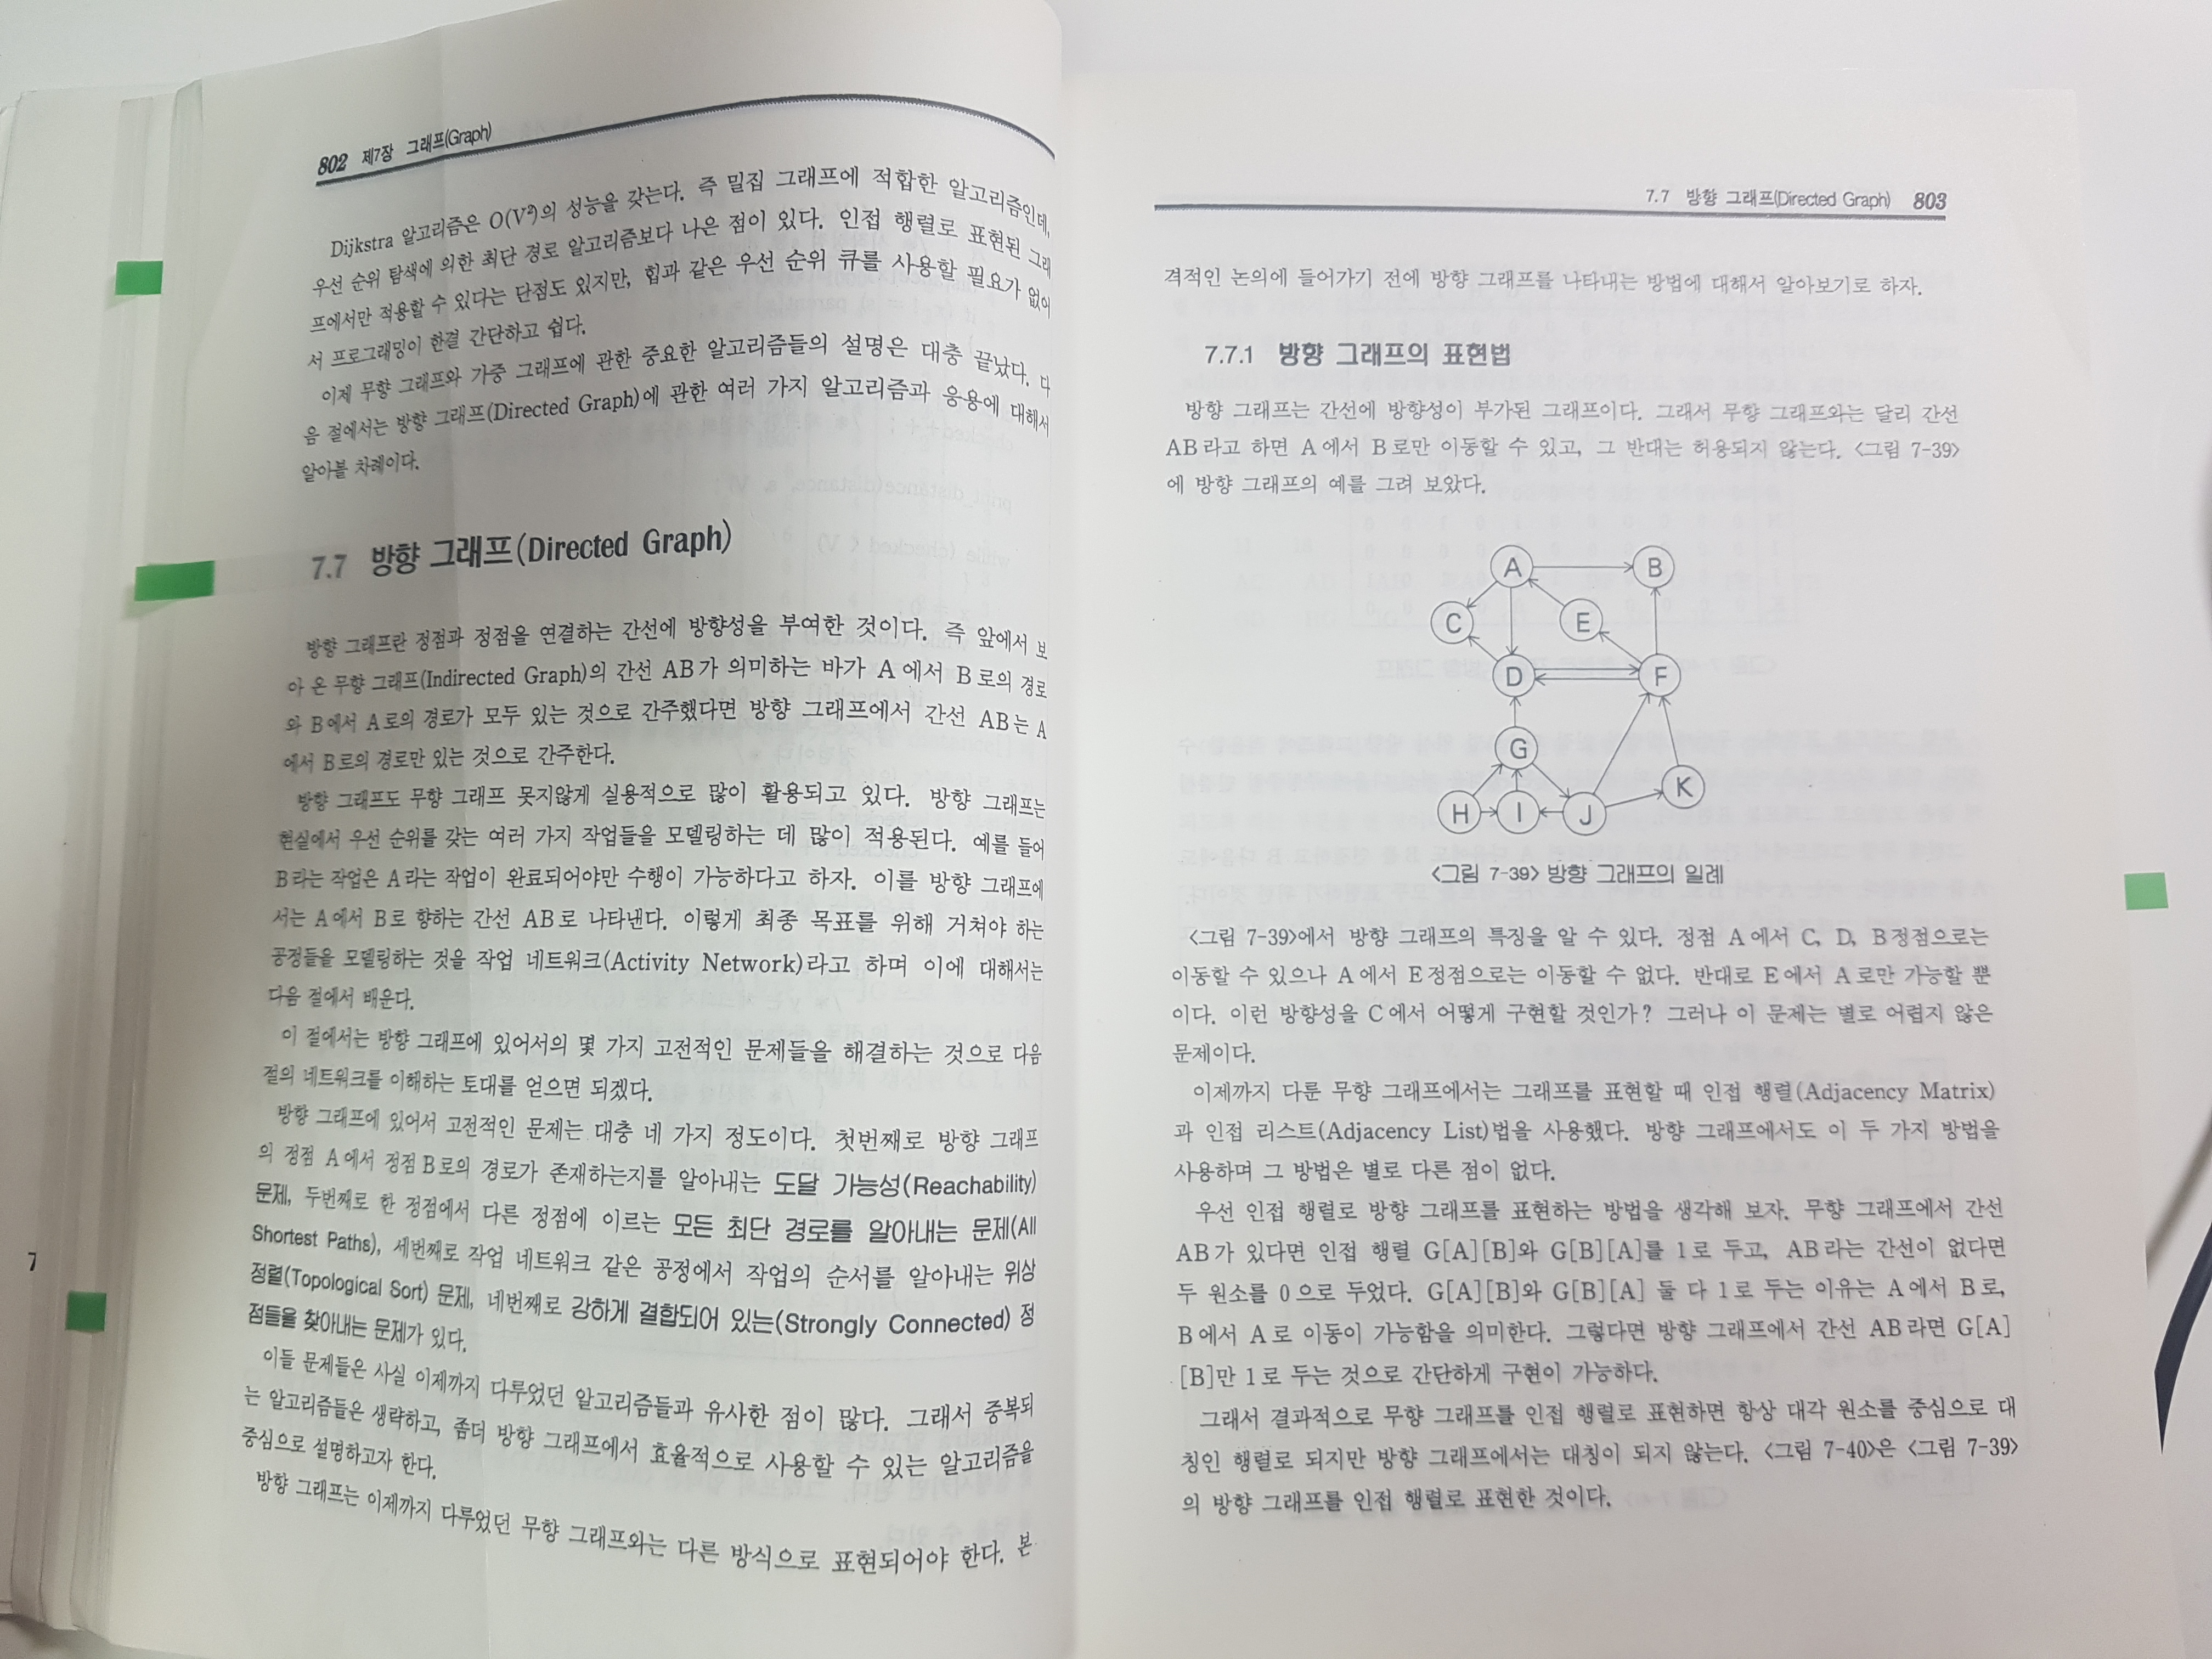 802 제7장 그래프(Graph)
Dijkstra 알고리즘은 O(V²)의 성능을 갖는다. 즉 밀집 그래프에 적합한 알고리즘인데,
우선 순위 탐색에 의한 최단 경로 알고리즘보다 나은 점이 있다. 인접 행렬로 표현된 그래
프에서만 적용할 수 있다는 단점도 있지만, 힙과 같은 우선 순위 큐를 사용할 필요가 없어
서 프로그래밍이 한결 간단하고 쉽다.
이제 무향 그래프와 가중 그래프에 관한 중요한 알고리즘들의 설명은 대충 끝났다. 다
음 절에서는 방향 그래프(Directed Graph)에 관한 여러 가지 알고리즘과 응용에 대해서
알아볼 차례이다.
7.7 방향 그래프(Directed Graph)
방향 그래프란 정점과 정점을 연결하는 간선에 방향성을 부여한 것이다. 즉 앞에서 보
아 온 무향 그래프(Indirected Graph)의 간선 AB가 의미하는 바가 A에서 B로의 경로
와 B에서 A로의 경로가 모두 있는 것으로 간주했다면 방향 그래프에서 간선 AB는 A
에서 B로의 경로만 있는 것으로 간주한다.
방향 그래프도 무향 그래프 못지않게 실용적으로 많이 활용되고 있다. 방향 그래프는
현실에서 우선 순위를 갖는 여러 가지 작업들을 모델링하는 데 많이 적용된다. 예를 들어
B라는 작업은 A라는 작업이 완료되어야만 수행이 가능하다고 하자. 이를 방향 그래프에
서는 A에서 B로 향하는 간선 AB로 나타낸다. 이렇게 최종 목표를 위해 거쳐야 하는
공정들을 모델링하는 것을 작업 네트워크(Activity Network)라고 하며 이에 대해서는
다음 절에서 배운다.
이 절에서는 방향 그래프에 있어서의 몇 가지 고전적인 문제들을 해결하는 것으로 다음
절의 네트워크를 이해하는 토대를 얻으면 되겠다.
방향 그래프에 있어서 고전적인 문제는 대충 네 가지 정도이다. 첫번째로 방향 그래프
의 정점 A에서 정점 B로의 경로가 존재하는지를 알아내는 도달 가능성(Reachability)
문제, 두번째로 한 정점에서 다른 정점에 이르는 모든 최단 경로를 알아내는 문제(All
Shortest Paths), 세번째로 작업 네트워크 같은 공정에서 작업의 순서를 알아내는 위상
정렬(Topological Sort) 문제, 네번째로 강하게 결합되어 있는(Strongly Connected) 정
점들을 찾아내는 문제가 있다.
이들 문제들은 사실 이제까지 다루었던 알고리즘들과 유사한 점이 많다. 그래서 중복되
는 알고리즘들은 생략하고, 좀더 방향 그래프에서 효율적으로 사용할 수 있는 알고리즘을
중심으로 설명하고자 한다.
방향 그래프는 이제까지 다루었던 무향 그래프와는 다른 방식으로 표현되어야 한다. 본
7
7.7 방향 그래프(Directed Graph) 803
격적인 논의에 들어가기 전에 방향 그래프를 나타내는 방법에 대해서 알아보기로 하자.
7.7.1 방향 그래프의 표현법
방향 그래프는 간선에 방향성이 부가된 그래프이다. 그래서 무향 그래프와는 달리 간선
AB라고 하면 A에서 B로만 이동할 수 있고, 그 반대는 허용되지 않는다. <그림 7-39>
에 방향 그래프의 예를 그려 보았다.
A B
C E
D F
G
K
H I J
<그림 7-39> 방향 그래프의 일례
<그림 7-39>에서 방향 그래프의 특징을 알 수 있다. 정점 A에서 C, D, B정점으로는
이동할 수 있으나 A에서 E정점으로는 이동할 수 없다. 반대로 E에서 A로만 가능할 뿐
이다. 이런 방향성을 C에서 어떻게 구현할 것인가? 그러나 이 문제는 별로 어렵지 않은
문제이다.
이제까지 다룬 무향 그래프에서는 그래프를 표현할 때 인접 행렬(Adjacency Matrix)
과 인접 리스트(Adjacency List)법을 사용했다. 방향 그래프에서도 이 두 가지 방법을
사용하며 그 방법은 별로 다른 점이 없다.
우선 인접 행렬로 방향 그래프를 표현하는 방법을 생각해 보자. 무향 그래프에서 간선
AB가 있다면 인접 행렬 G[A][B]와 G[B][A]를 1로 두고, AB라는 간선이 없다면
두 원소를 0으로 두었다. G[A][B]와 G[B][A] 둘 다 1로 두는 이유는 A에서 B로,
B에서 A로 이동이 가능함을 의미한다. 그렇다면 방향 그래프에서 간선 AB라면 G[A]
[B]만 1로 두는 것으로 간단하게 구현이 가능하다.
그래서 결과적으로 무향 그래프를 인접 행렬로 표현하면 항상 대각 원소를 중심으로 대
칭인 행렬로 되지만 방향 그래프에서는 대칭이 되지 않는다. <그림 7-40>은 <그림 7-39>
의 방향 그래프를 인접 행렬로 표현한 것이다.